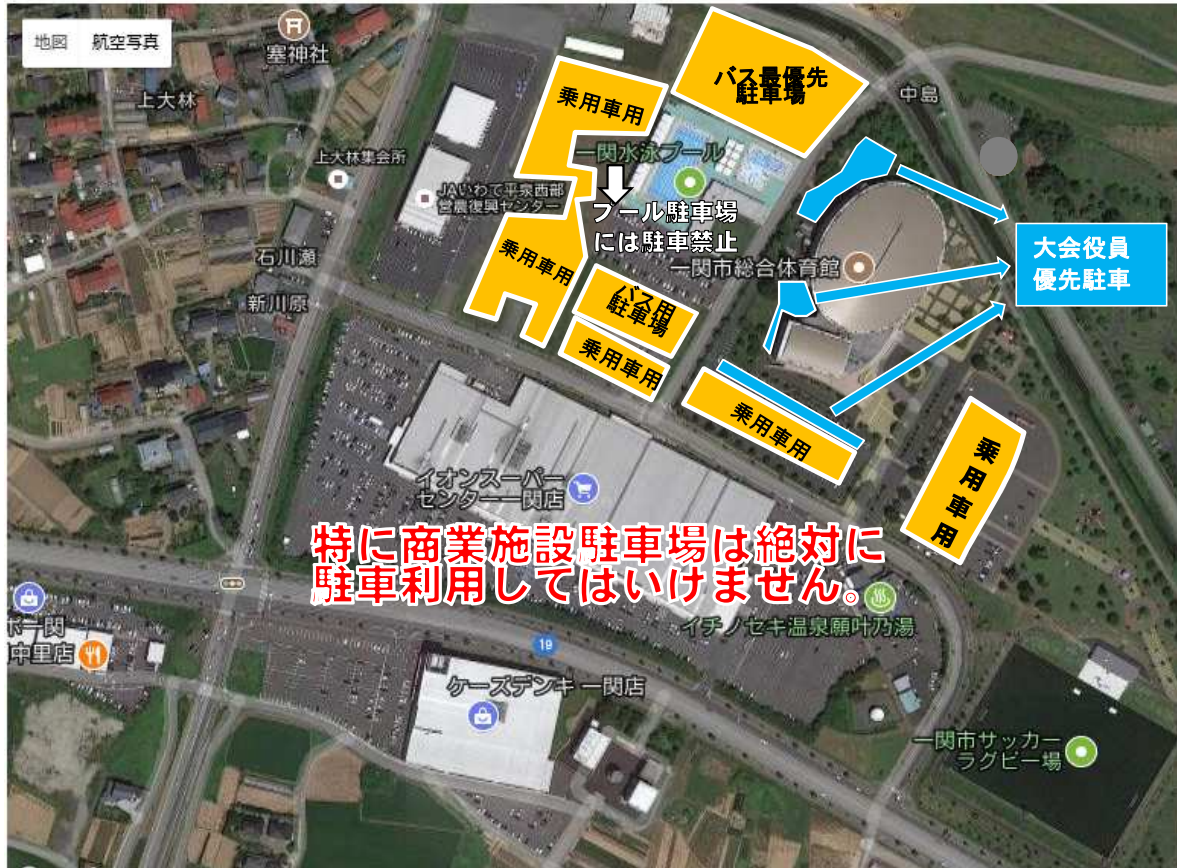 地図 航空写真
塞神社
上大林
上大林集会所
JAいわて平泉西部
営農復興センター
石川瀬
新川原
乗用車用
バス最優先
駐車場
中島
一関水泳プール
プール駐車場
には駐車禁止
一関市総合体育館
大会役員
優先駐車
乗用車用
バス用
駐車場
乗用車用
乗用車用
乗用車用
イオンスーパー
センター一関店
特に商業施設駐車場は絶対に
駐車利用してはいけません。
イチノセキ温泉願叶乃湯
19
ケーズデンキ 一関店
中里店
一関市サッカー
ラグビー場